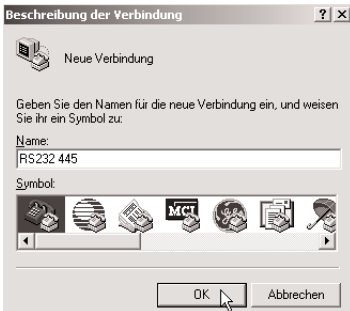 Beschreibung der Verbindung
Neue Verbindung
Geben Sie den Namen für die neue Verbindung ein, und weisen
Sie ihr ein Symbol zu:
Name:
RS232 445
Symbol:
MCI
OK
Abbrechen